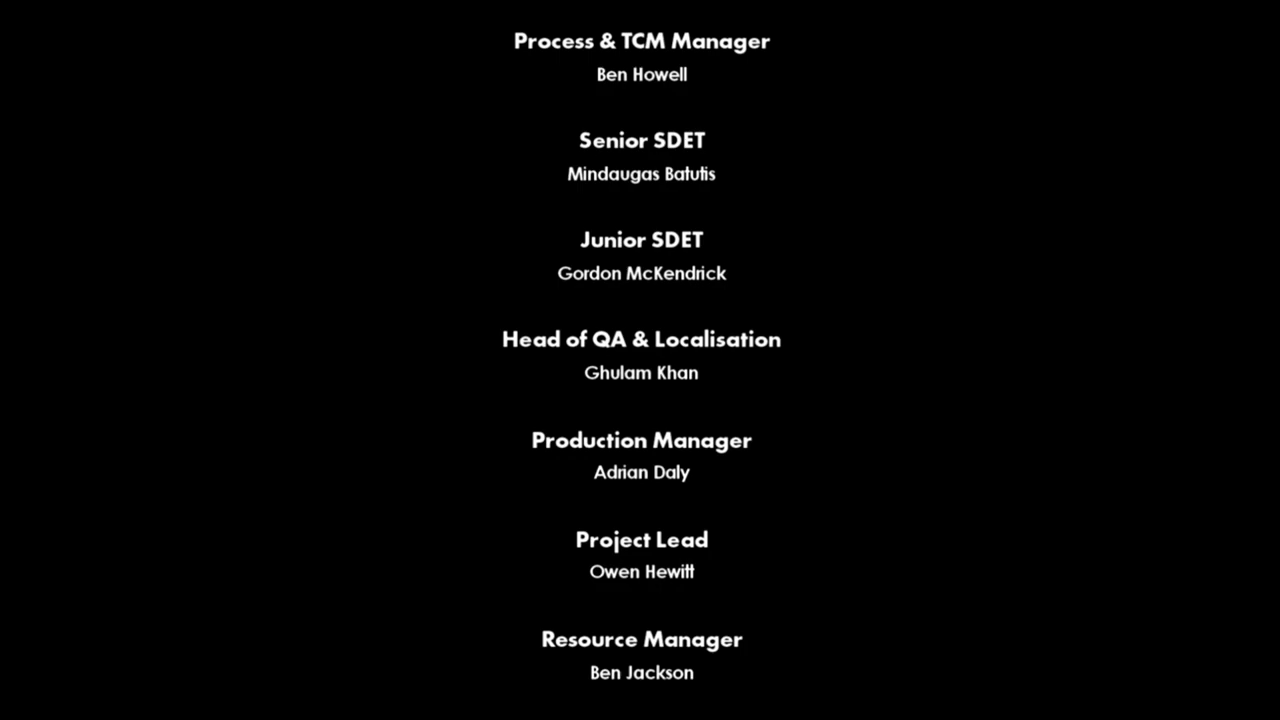 Process & TCM Manager
Ben Howell
Senior SDET
Mindaugas Batutis
Junior SDET
Gordon McKendrick
Head of QA & Localisation
Ghulam Khan
Production Manager
Adrian Daly
Project Lead
Owen Hewitt
Resource Manager
Ben Jackson